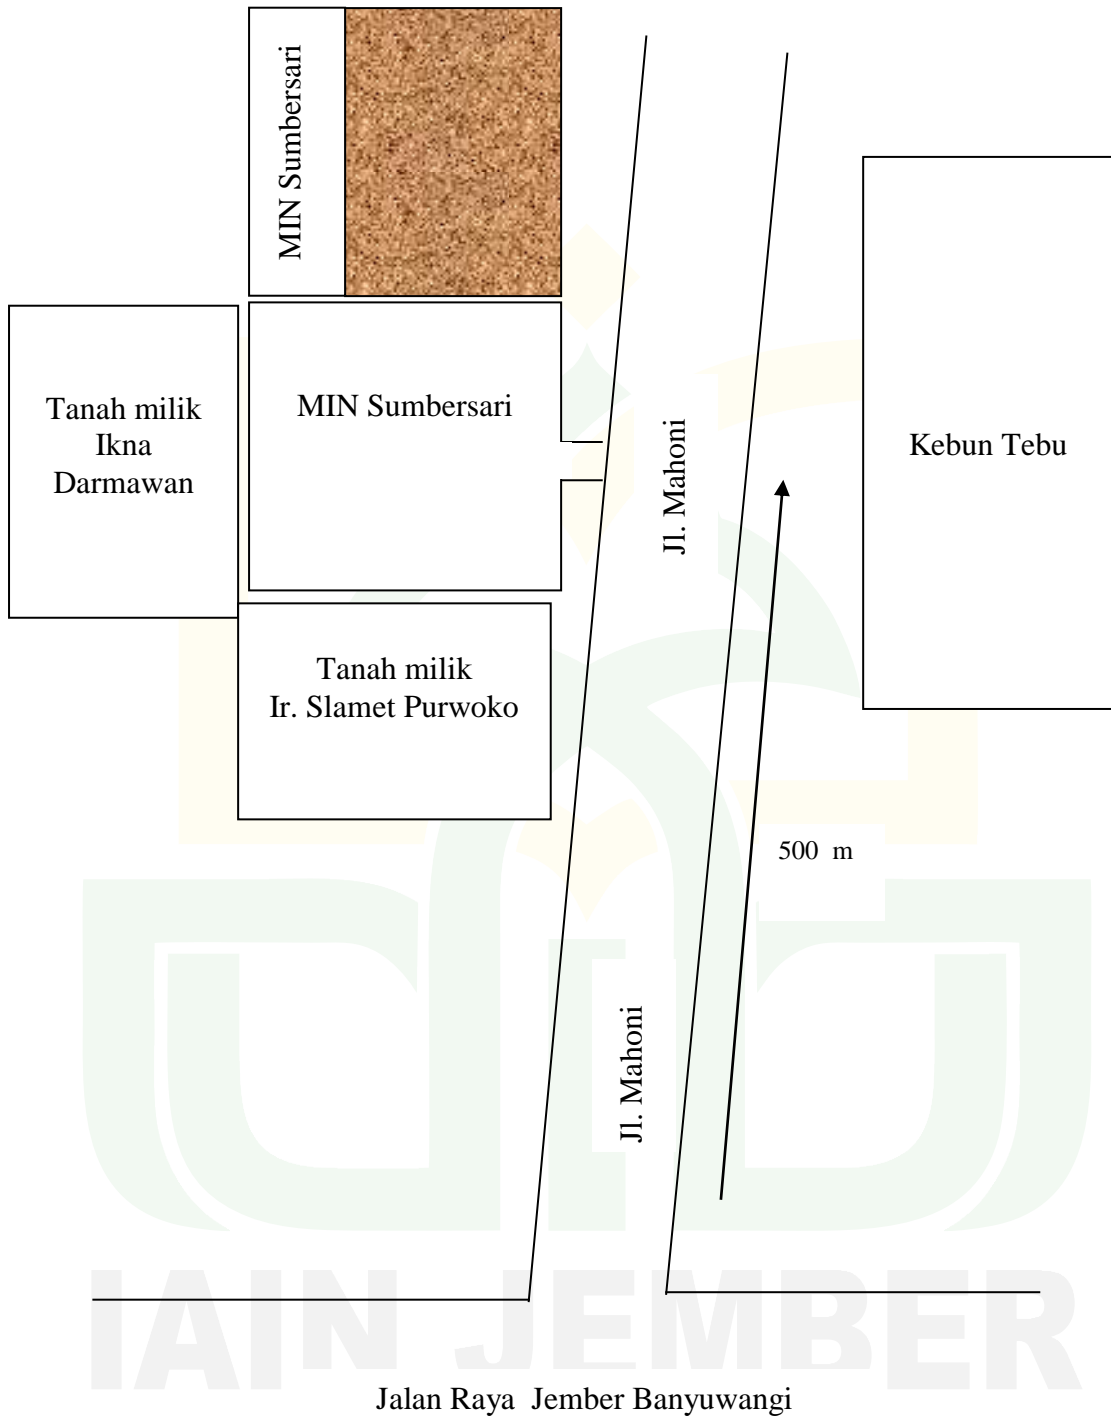 MIN Sumbersari
Tanah milik
Ikna
Darmawan
MIN Sumbersari
Jl. Mahoni
Kebun Tebu
Tanah milik
Ir. Slamet Purwoko
500 m
Jl. Mahoni
IAIN JEMBER
Jalan Raya Jember Banyuwangi